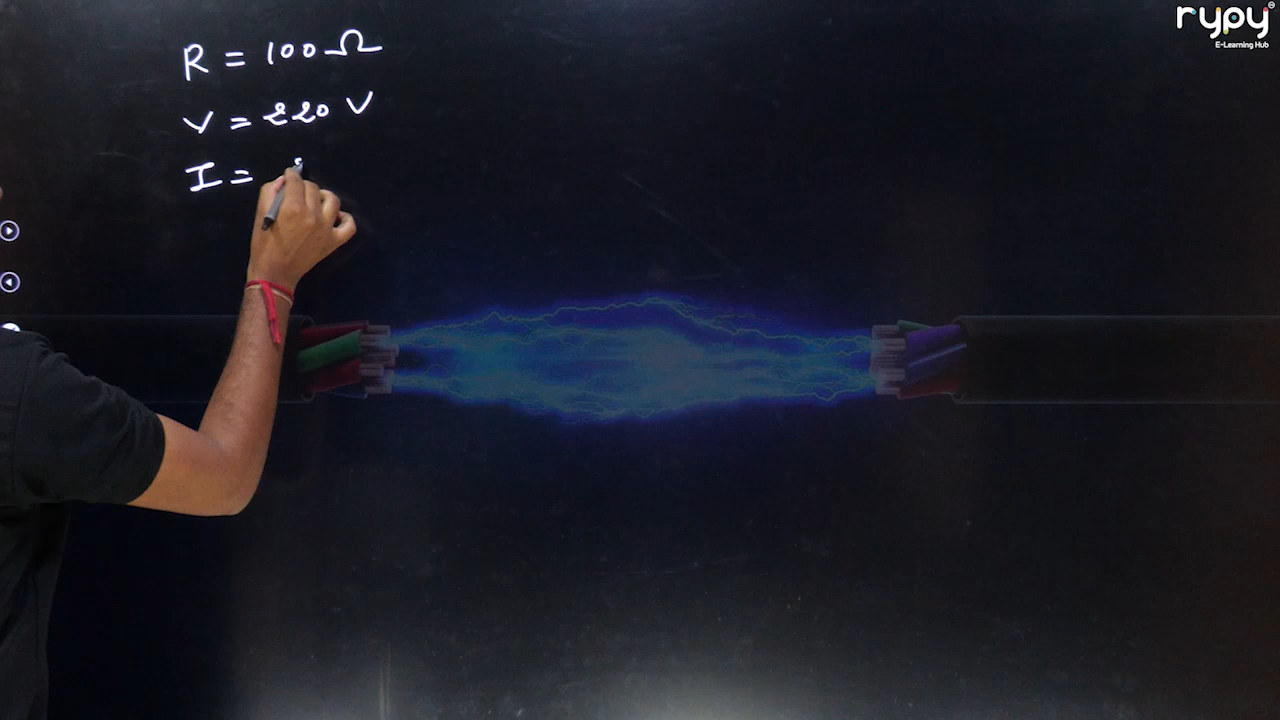 R = 100 Ω
V = 220 V
I =
rypy
E-Learning Hub